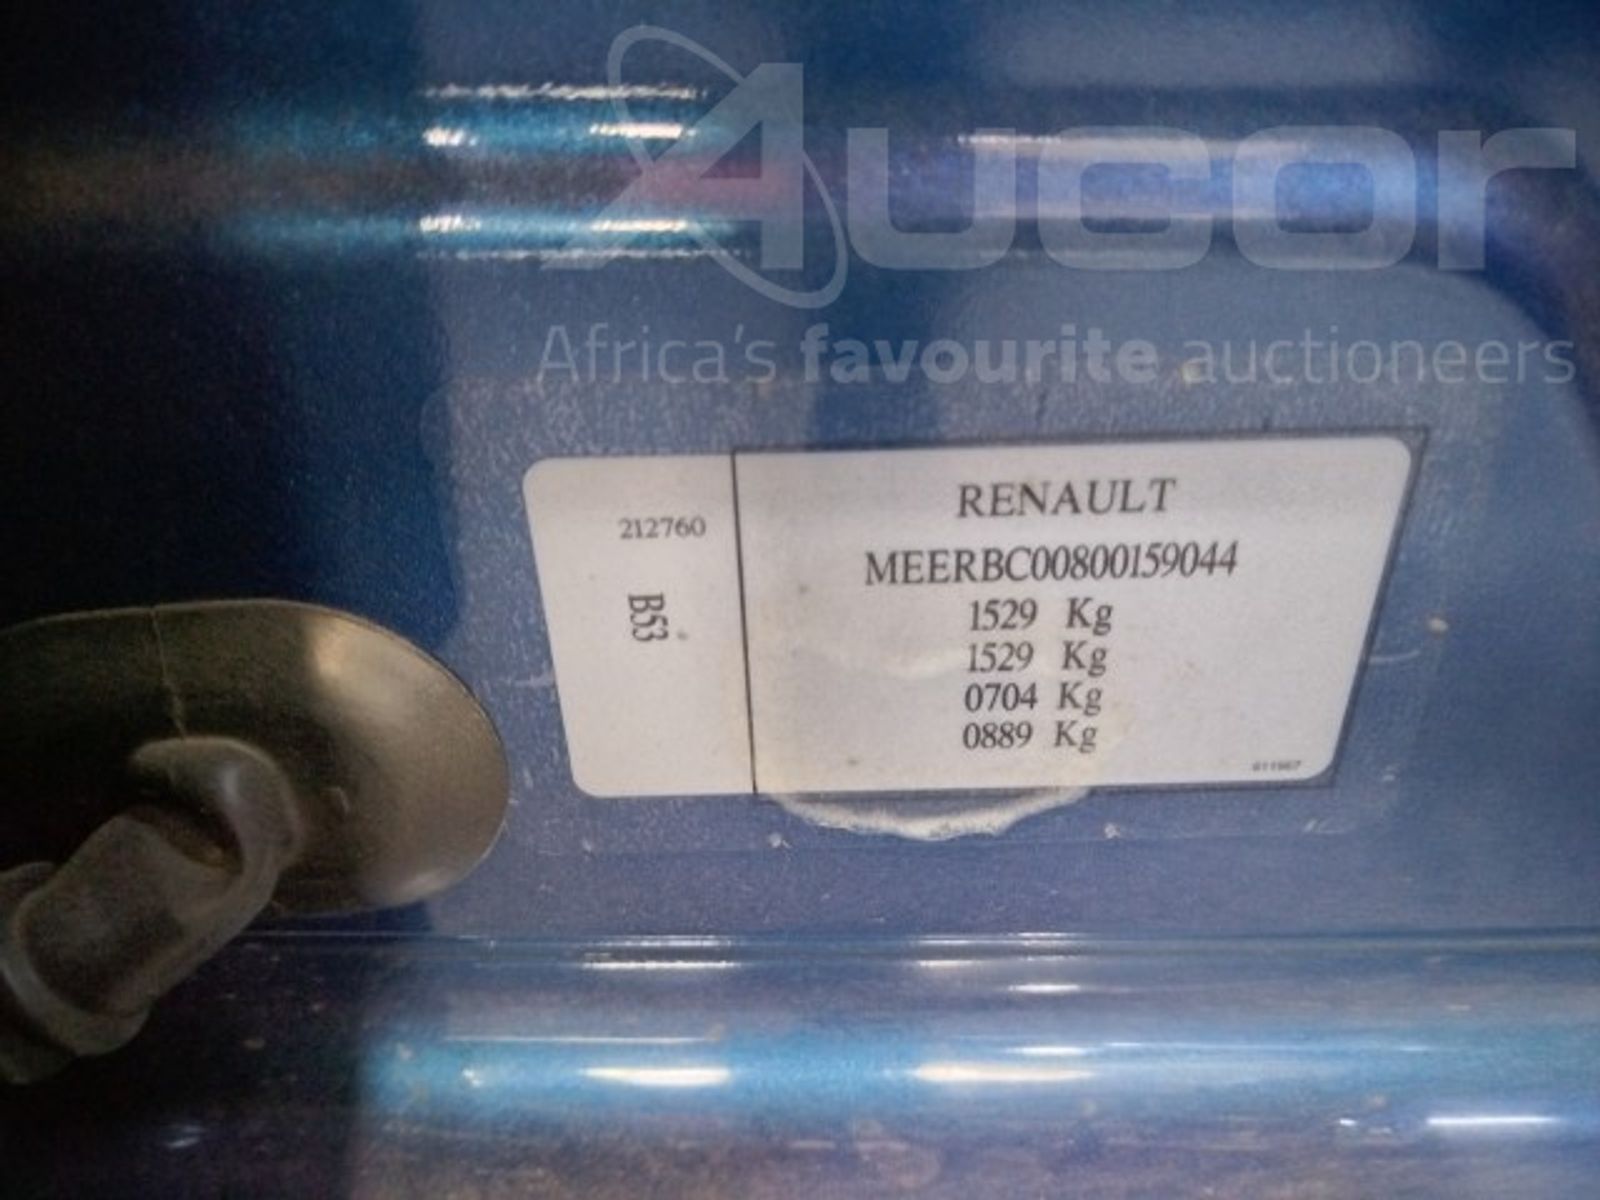 Aucor
Africa's favourite auctioneers
212760
B53
RENAULT
MEERBC00800159044
1529 Kg
1529 Kg
0704 Kg
0889 Kg